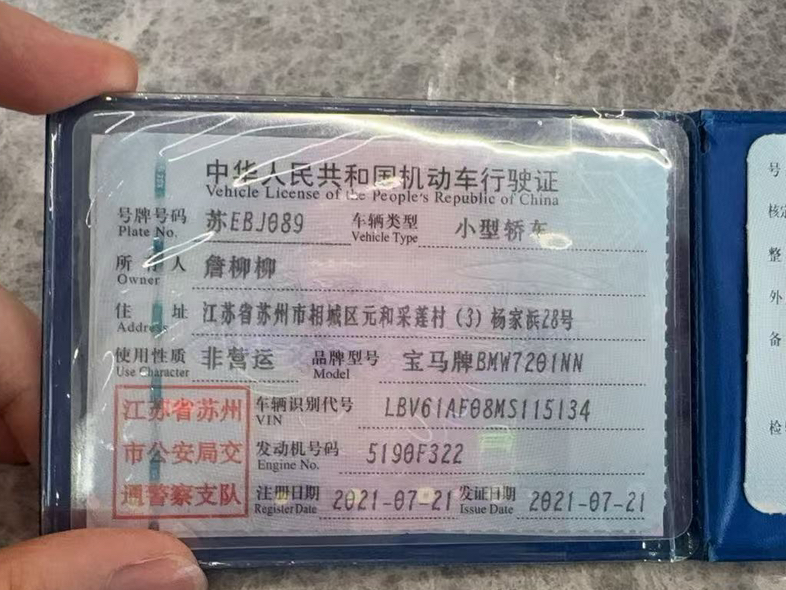 中华人民共和国机动车行驶证
Vehicle License of the People's Republic of China
号牌号码 苏EBJ089 车辆类型 小型轿车
Plate No. Vehicle Type
所有人 詹柳柳
Owner
住址 江苏省苏州市相城区元和采莲村(3)杨家浜28号
Address
使用性质 非营运 品牌型号 宝马牌BMW7201NN
Use Character Model
江苏省苏州 车辆识别代号 LBV61AF08MS115134
VIN
市公安局交 发动机号码 5190F322
Engine No.
通警察支队 注册日期 2021-07-21 发证日期 2021-07-21
Register Date Issue Date
号
核定
整
外
备
检